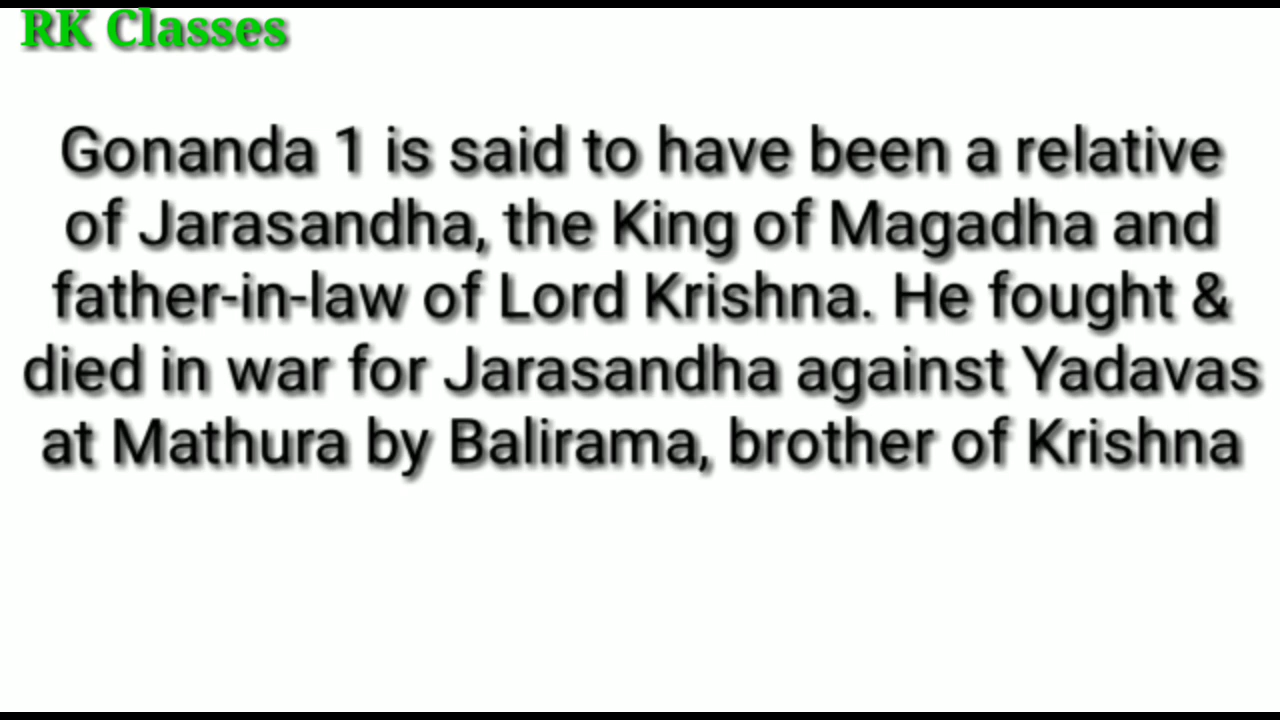 RK Classes
Gonanda 1 is said to have been a relative
of Jarasandha, the King of Magadha and
father-in-law of Lord Krishna. He fought &
died in war for Jarasandha against Yadavas
at Mathura by Balirama, brother of Krishna